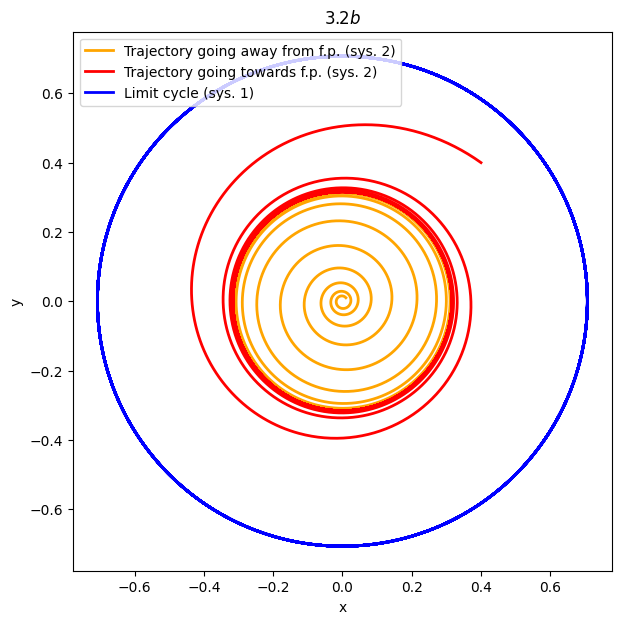 3.2b
Trajectory going away from f.p. (sys. 2)
Trajectory going towards f.p. (sys. 2)
Limit cycle (sys. 1)
y
0.6
0.4
0.2
0.0
−0.2
−0.4
−0.6
−0.6 −0.4 −0.2 0.0 0.2 0.4 0.6
x